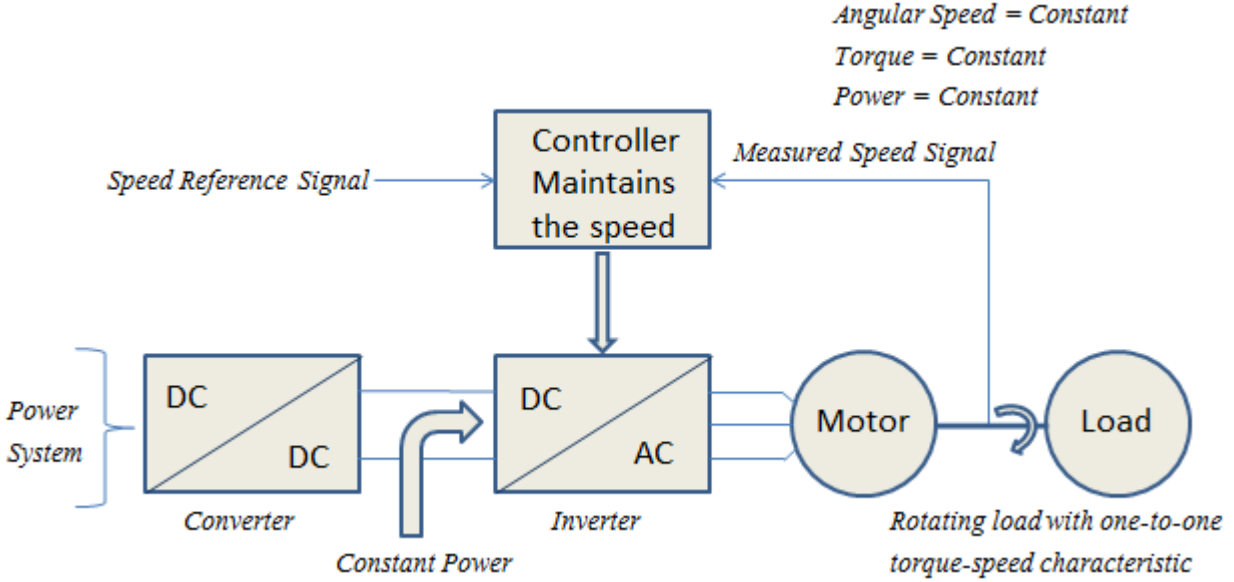 Angular Speed = Constant
Torque = Constant
Power = Constant
Controller
Maintains
the speed
Measured Speed Signal
Speed Reference Signal
Power
System
DC
DC
Converter
DC
AC
Inverter
Motor
Load
Constant Power
Rotating load with one-to-one
torque-speed characteristic